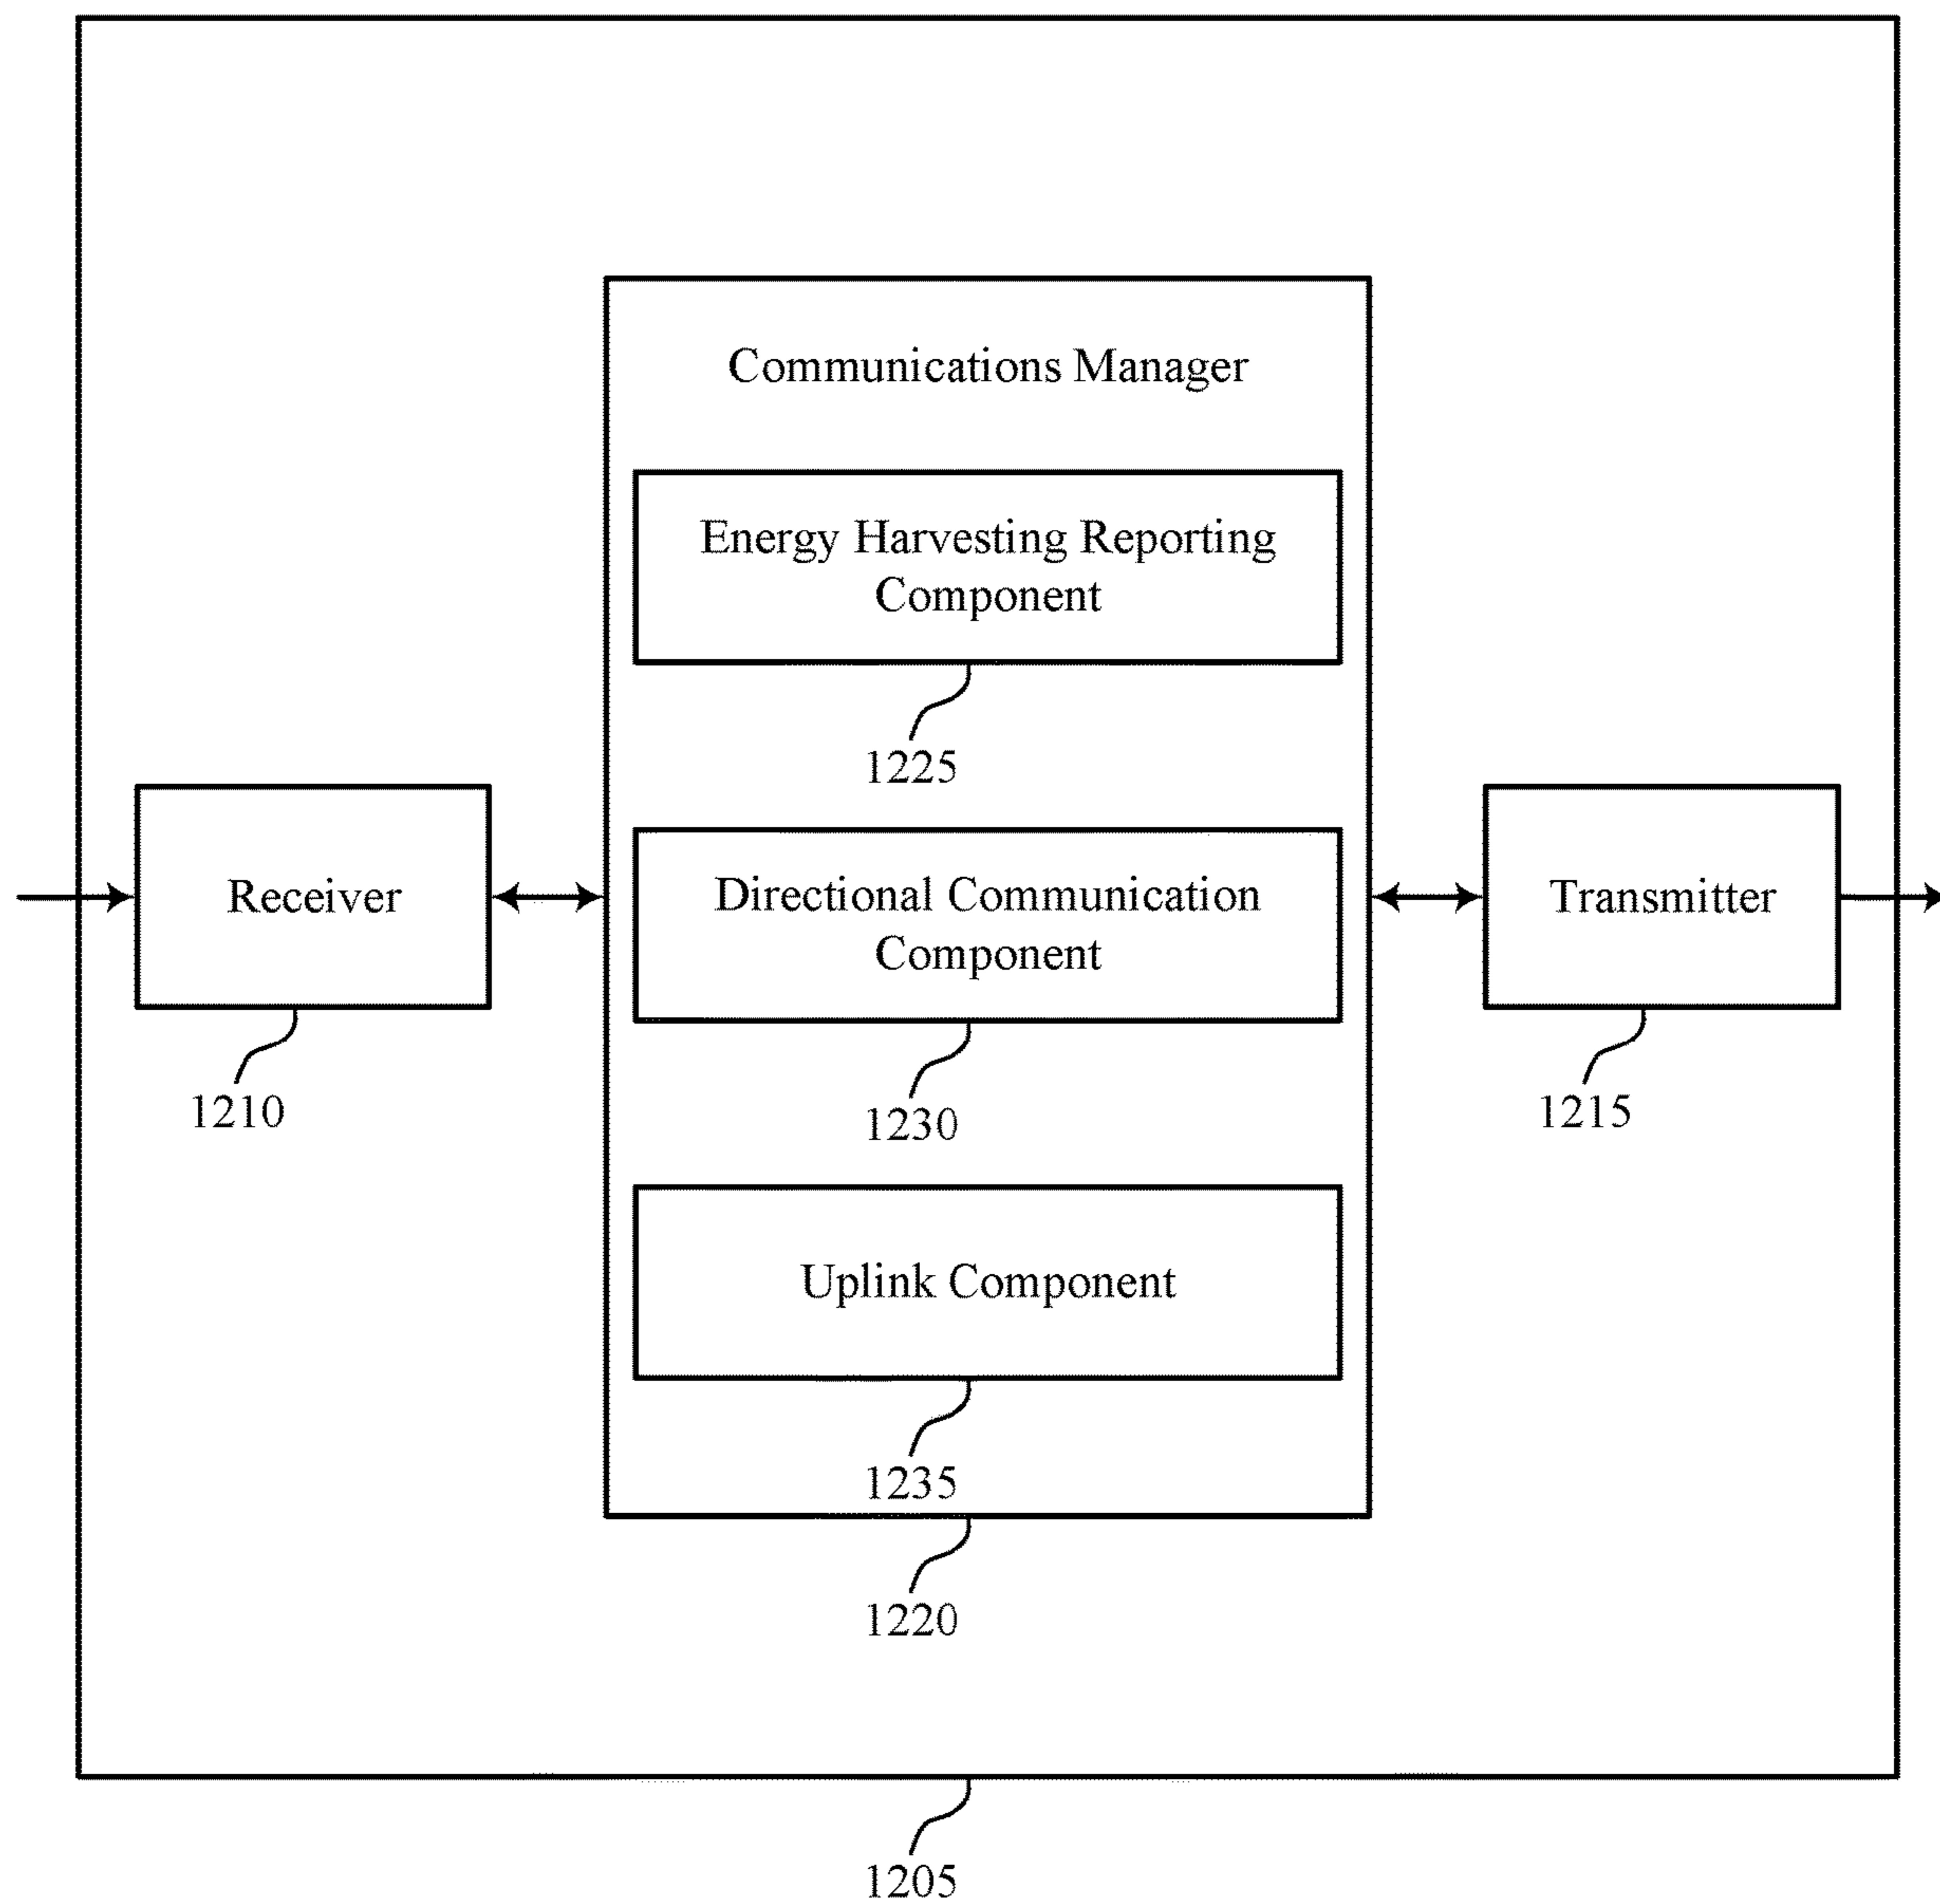 Communications Manager
Energy Harvesting Reporting
Component
1225
Receiver
1210
Directional Communication
Component
1230
Transmitter
1215
Uplink Component
1235
1220
1205